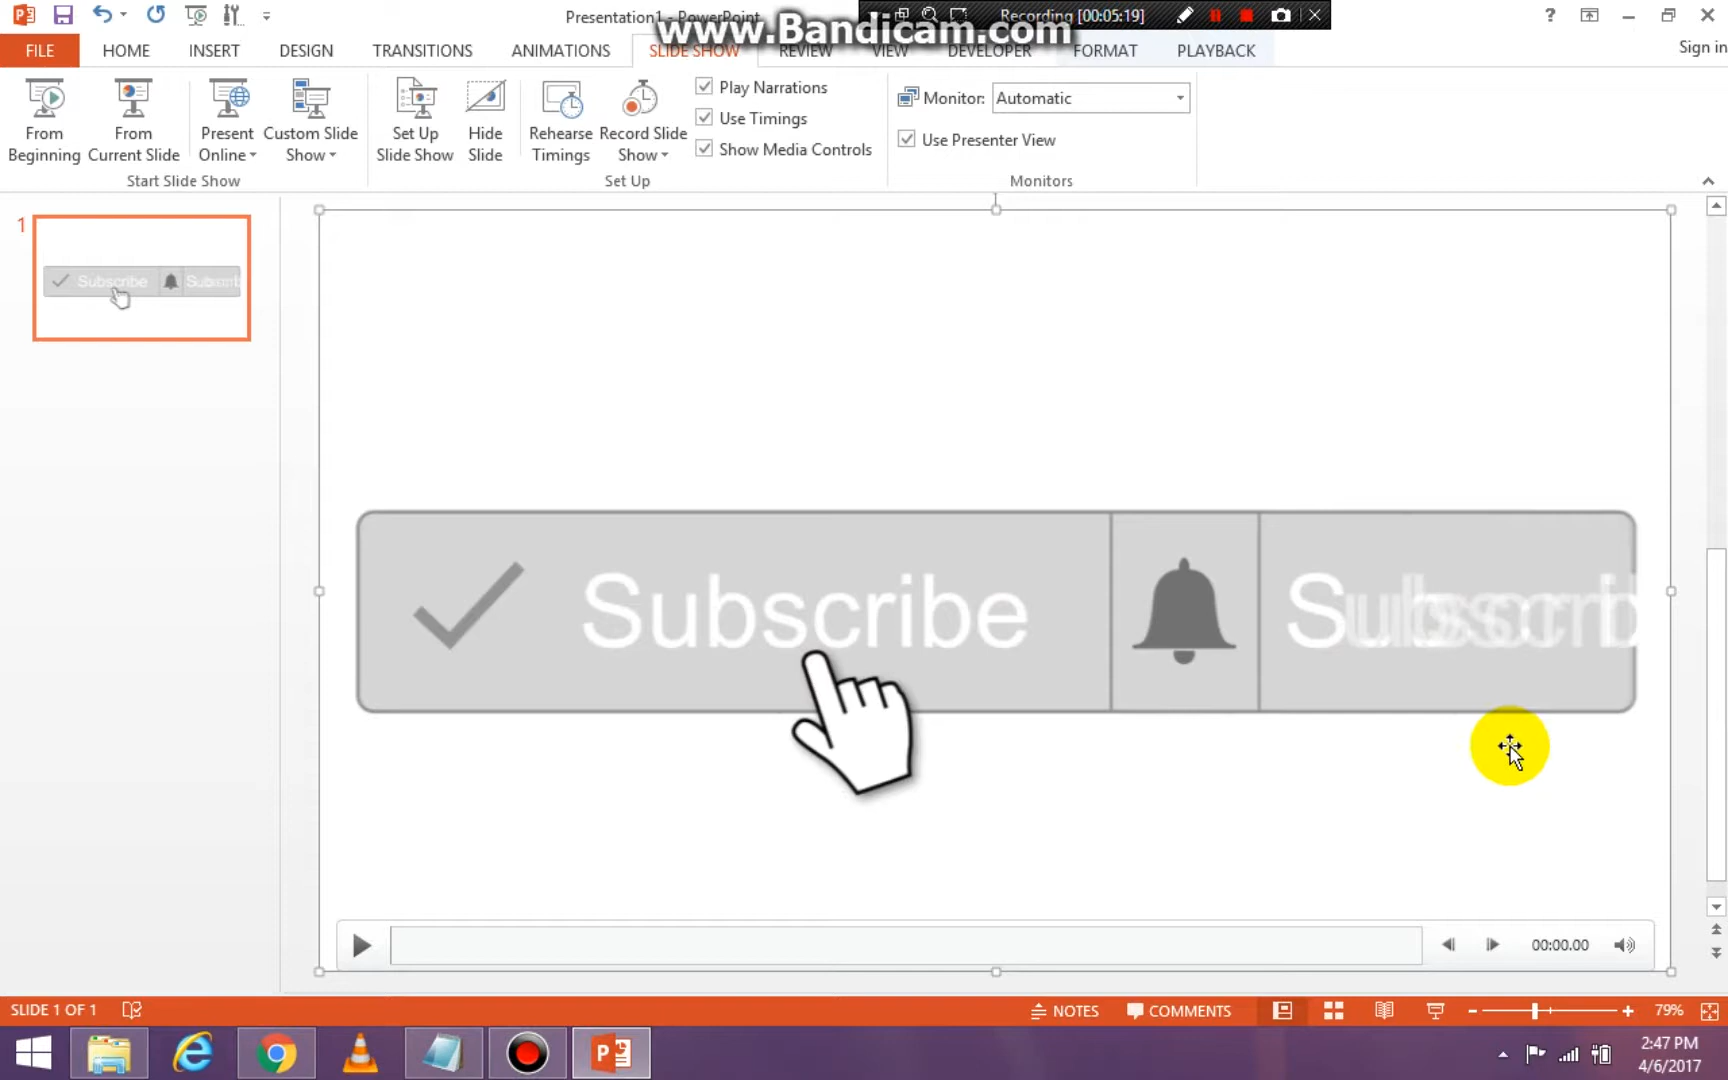 Presentation1 - PowerPoint
Recording [00:05:19]
www.Bandicam.com
FILE HOME INSERT DESIGN TRANSITIONS ANIMATIONS SLIDE SHOW REVIEW VIEW DEVELOPER FORMAT PLAYBACK
Sign in
From Beginning
From Current Slide
Present Online
Custom Slide Show
Set Up Slide Show
Hide Slide
Rehearse Timings
Record Slide Show
Play Narrations
Use Timings
Show Media Controls
Monitor: Automatic
Use Presenter View
Start Slide Show
Set Up
Monitors
1
Subscribe
Subscrib
Subscribe
Subscrib
00:00.00
SLIDE 1 OF 1
NOTES
COMMENTS
79%
2:47 PM
4/6/2017